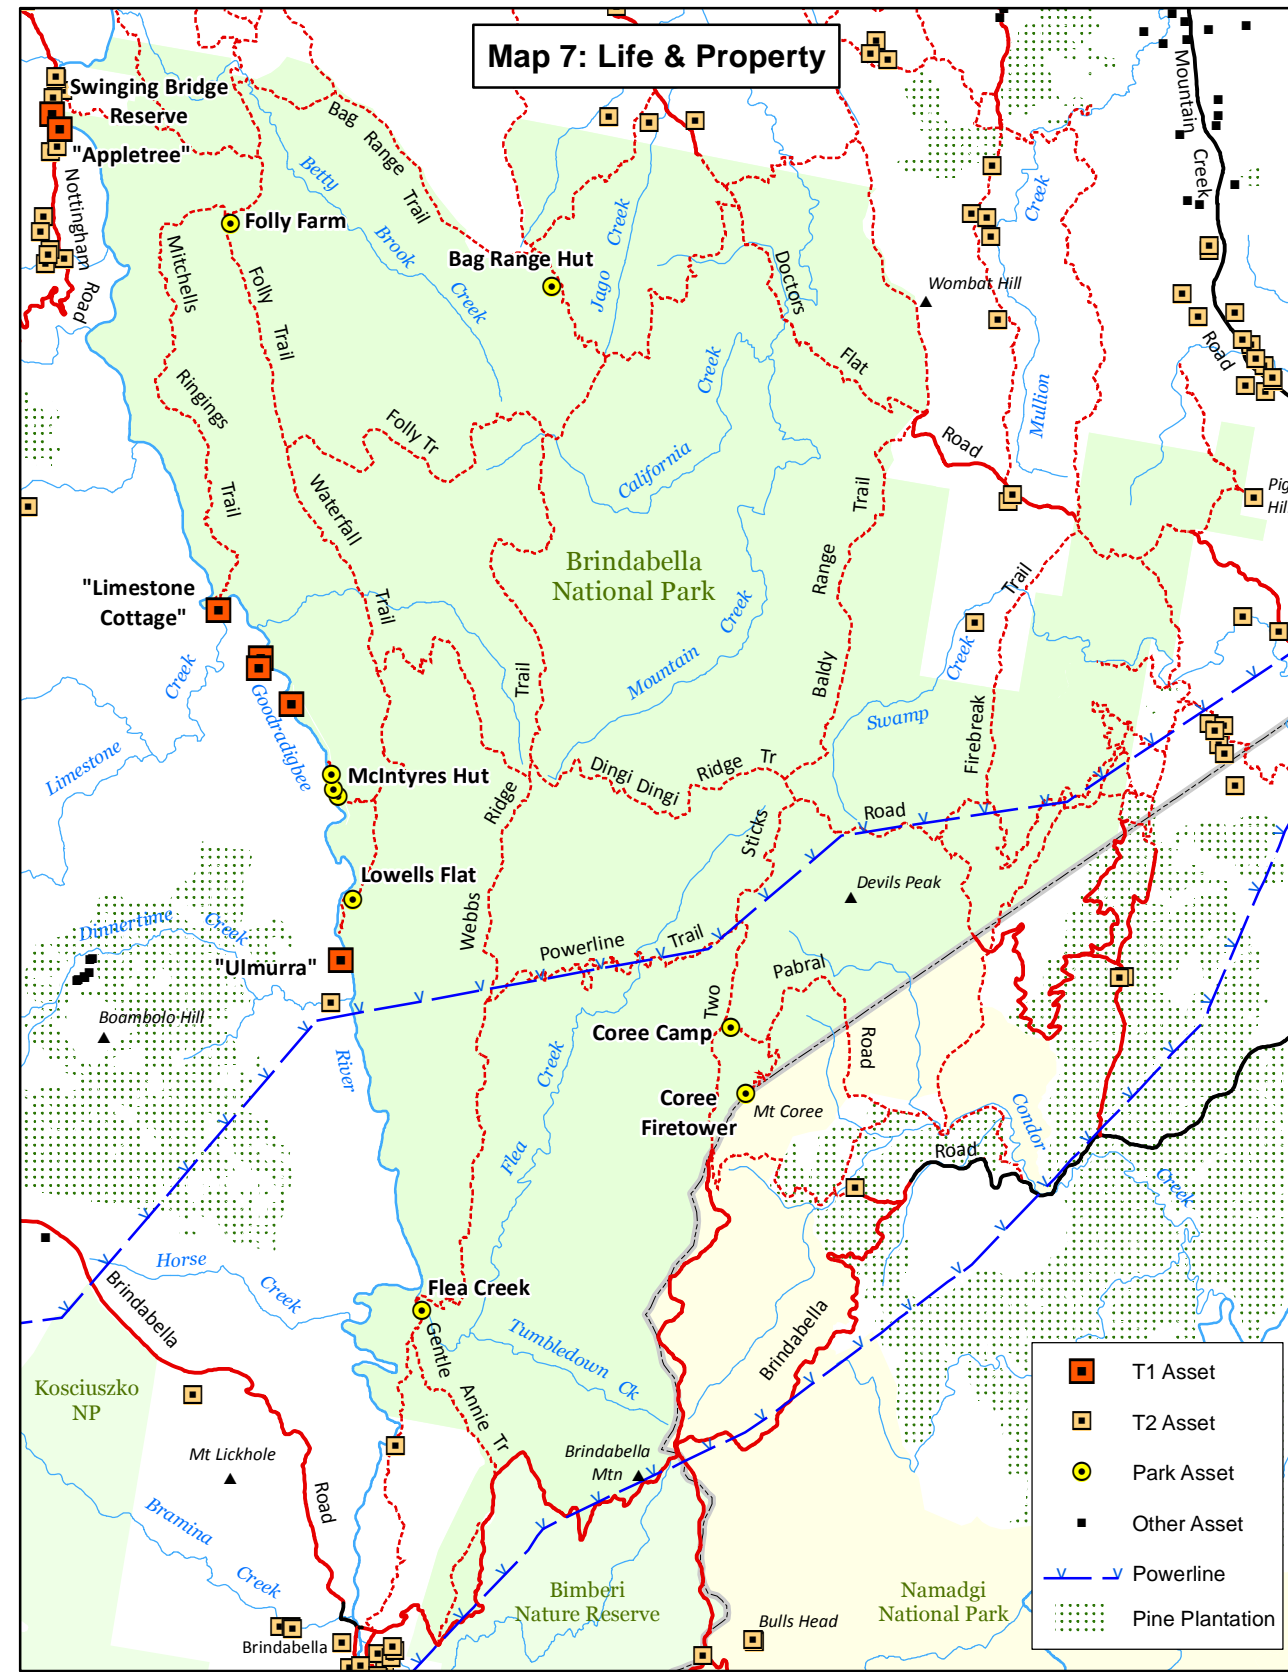 Map 7: Life & Property
Swinging Bridge
Reserve
"Appletree"
Nottingham
Road
Bag Range Trail
Betty Brook Creek
Mountain Creek
Road
Folly Farm
Mitchells
Ringings
Trail
Folly
Trail
Bag Range Hut
Jago Creek
Doctors
Flat
Wombat Hill
Creek
Mullion
Creek
California
Folly Tr
Waterfall
Trail
Road
Trail
Range
Baldy
Pig
Hil
Brindabella
National Park
"Limestone
Cottage"
Creek
Limestone
Goodradigbee
Trail
Creek
Mountain
Trail
Firebreak
Creek
Swamp
McIntyres Hut
Ridge
Webbs
Dingi Dingi
Ridge Tr
Sticks
Road
Lowells Flat
Devils Peak
Dinnertime Creek
"Ulmurra"
Powerline
Trail
Pabral
Road
Boambolo Hill
Two
Coree Camp
River
Creek
Flea
Coree
Firetower
Mt Coree
Condor
Creek
Road
Horse
Creek
Brindabella
Flea Creek
Gentle
Annie Tr
Tumbledown Ck
Brindabella
Kosciuszko
NP
Mt Lickhole
Road
Brindabella
Mtn
Bramina
Creek
Brindabella
Bimberi
Nature Reserve
Bulls Head
Namadgi
National Park
T1 Asset
T2 Asset
Park Asset
Other Asset
Powerline
Pine Plantation